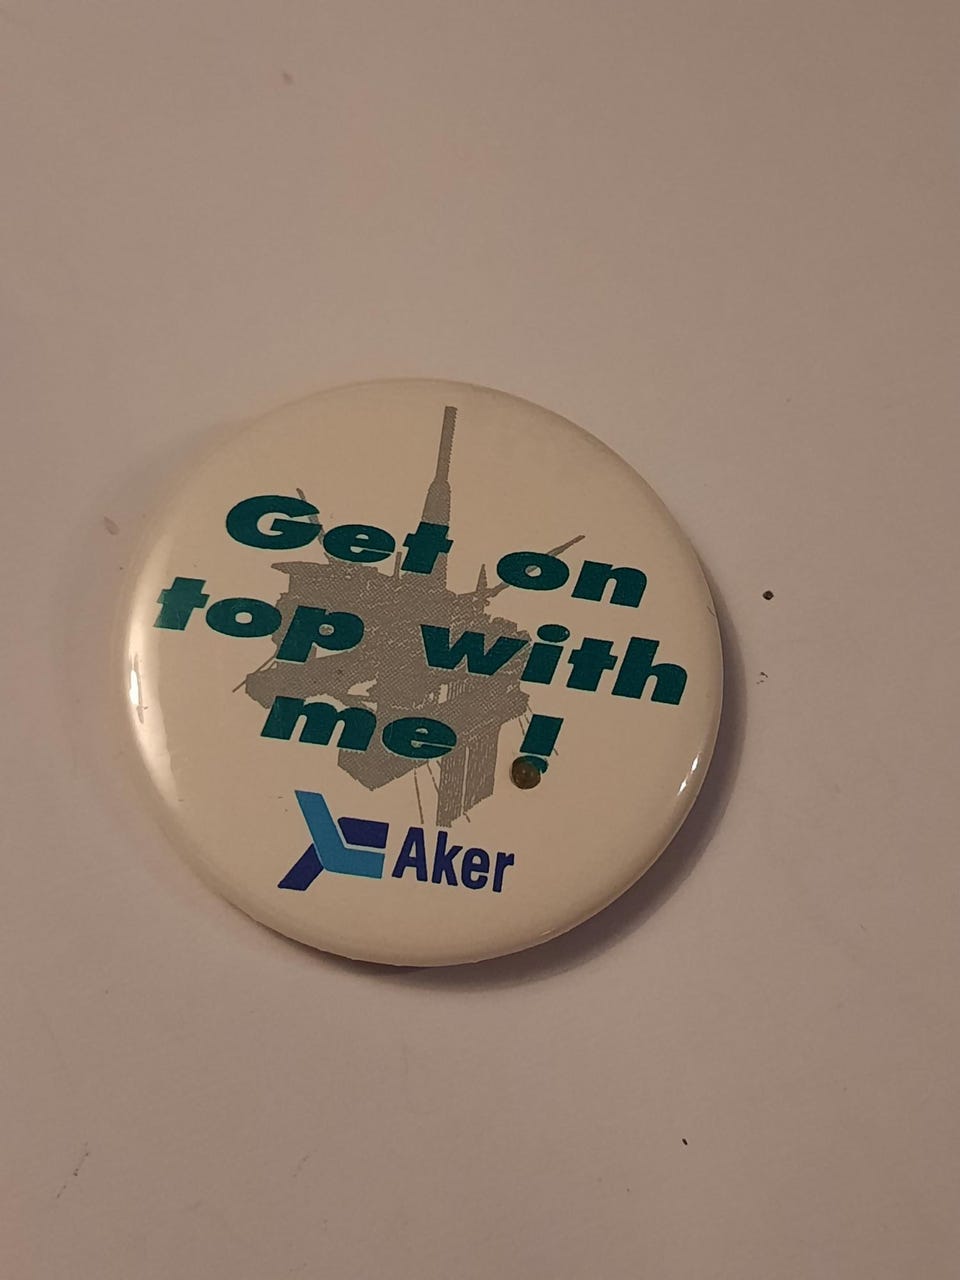 Get on
top with
me !
Aker